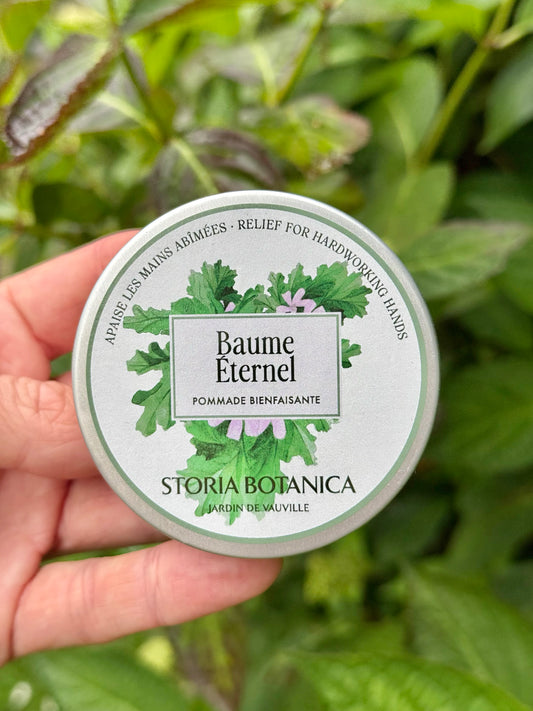 APAISE LES MAINS ABÎMÉES · RELIEF FOR HARDWORKING HANDS
Baume
Éternel
POMMADE BIENFAISANTE
STORIA BOTANICA
JARDIN DE VAUVILLE